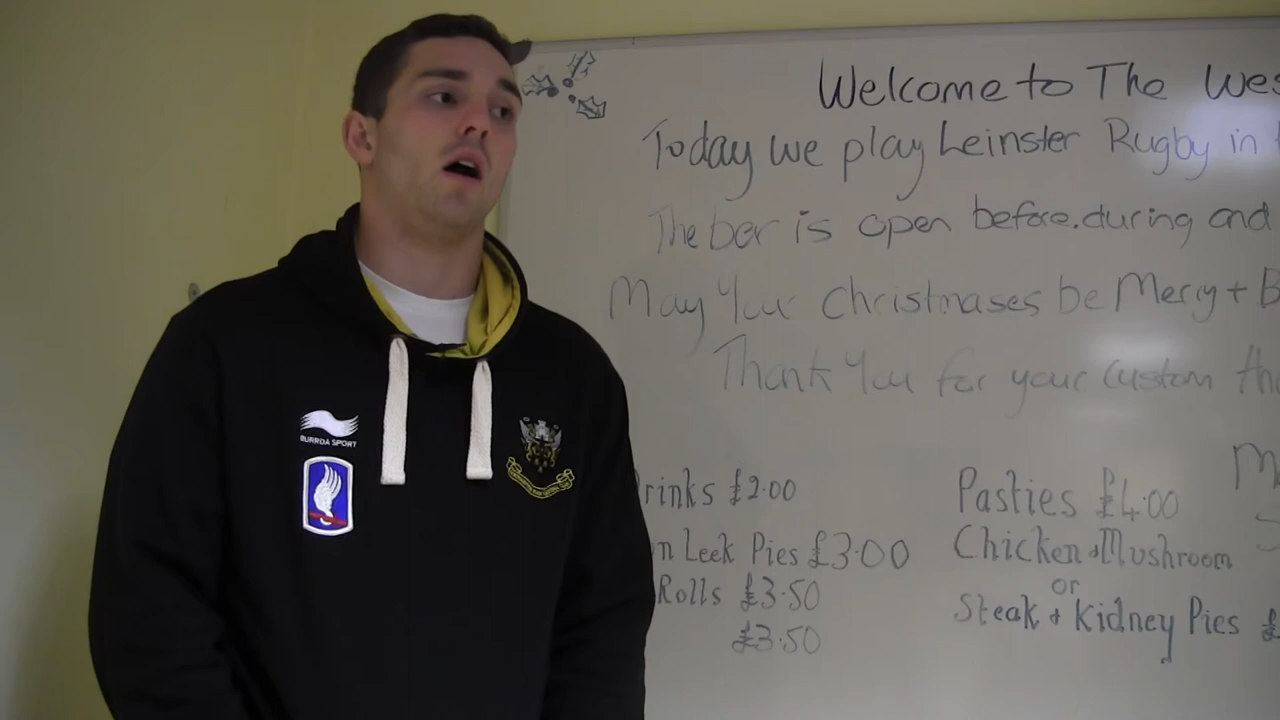 Welcome to The Wes
Today we play Leinster Rugby in
The bar is open before.during and
May Your Christmases be Merry + B
Thank You for your custom th
BURRDA SPORT
rinks £2.00
Pasties £4.00
n Leek Pies £3.00
Chicken & Mushroom
or
Rolls £3.50
Steak & Kidney Pies £
£3.50